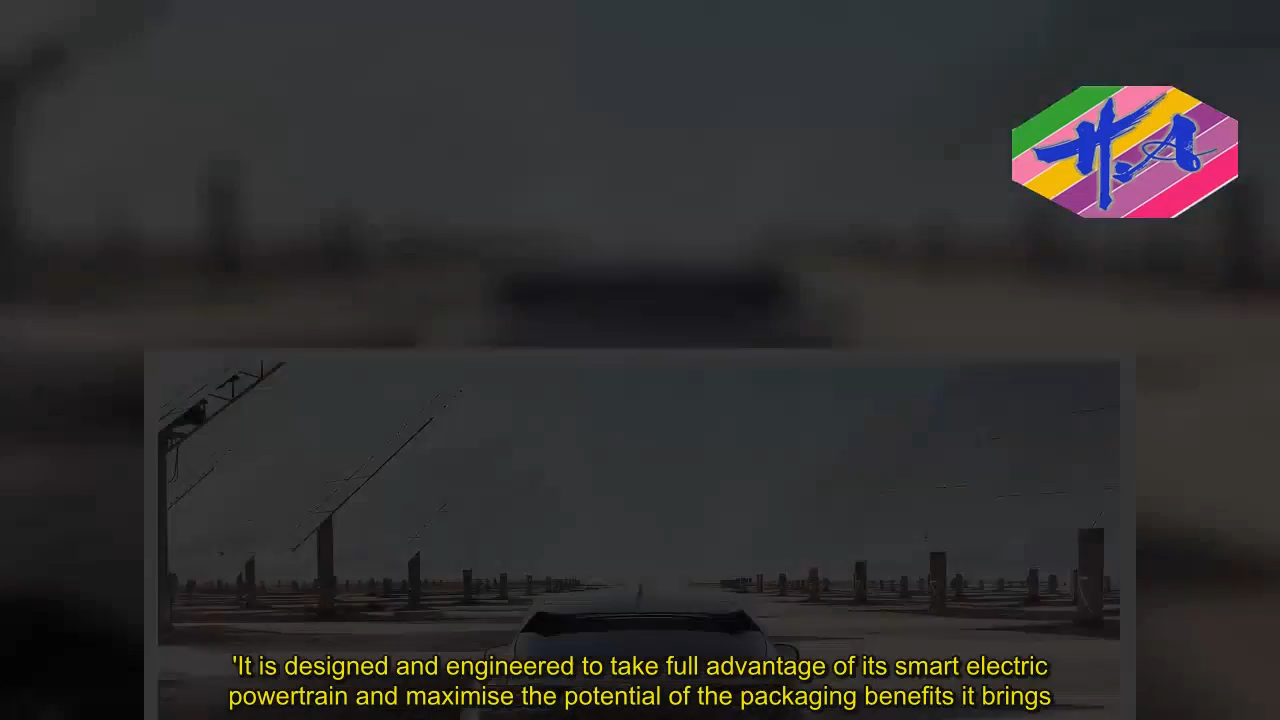 H.A
'It is designed and engineered to take full advantage of its smart electric
powertrain and maximise the potential of the packaging benefits it brings